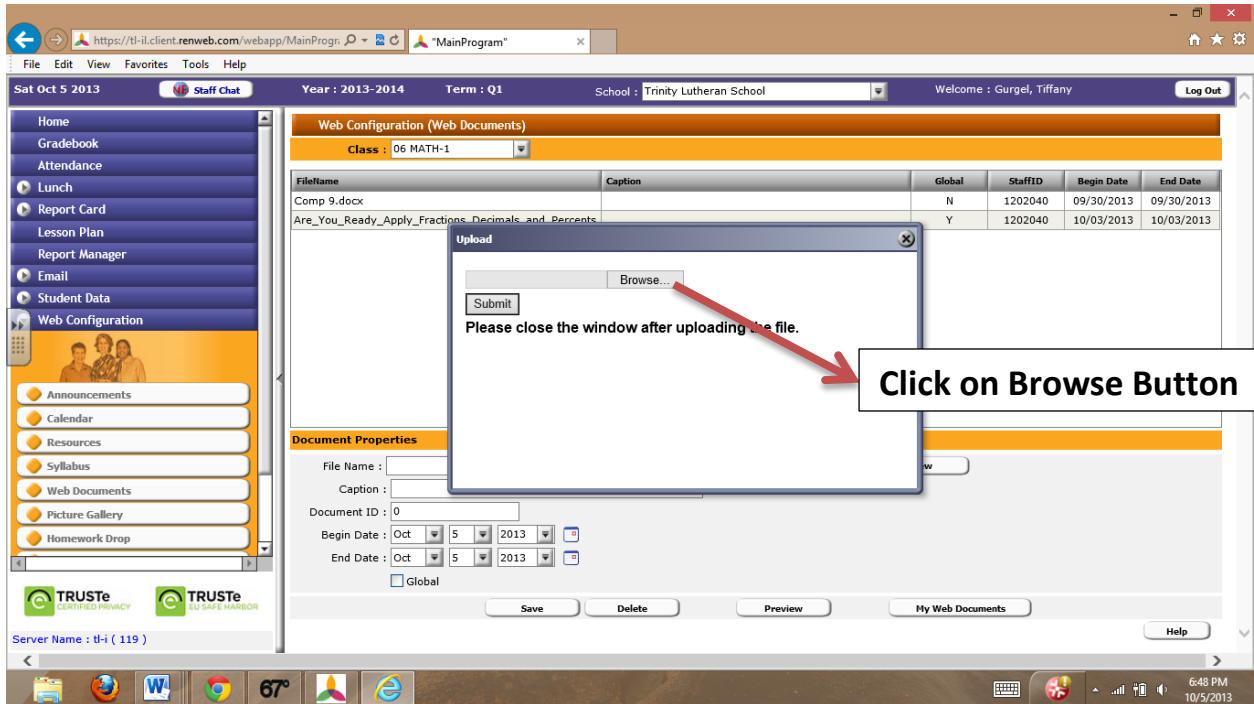 https://tl-il.client.renweb.com/webapp/MainProgr
"MainProgram"
File Edit View Favorites Tools Help
Sat Oct 5 2013 Staff Chat Year : 2013-2014 Term : Q1 School : Trinity Lutheran School Welcome : Gurgel, Tiffany Log Out
Home
Gradebook
Attendance
Lunch
Report Card
Lesson Plan
Report Manager
Email
Student Data
Web Configuration
Announcements
Calendar
Resources
Syllabus
Web Documents
Picture Gallery
Homework Drop
TRUSTe CERTIFIED PRIVACY
TRUSTe EU SAFE HARBOR
Server Name : tl-i ( 119 )
Web Configuration (Web Documents)
Class : 06 MATH-1
FileName Caption Global StaffID Begin Date End Date
Comp 9.docx N 1202040 09/30/2013 09/30/2013
Are_You_Ready_Apply_Fractions_Decimals_and_Percents Y 1202040 10/03/2013 10/03/2013
Upload
Browse...
Submit
Please close the window after uploading the file.
Click on Browse Button
Document Properties
File Name :
Caption :
Document ID : 0
Begin Date : Oct 5 2013
End Date : Oct 5 2013
Global
Save Delete Preview My Web Documents
Help
67°
6:48 PM
10/5/2013